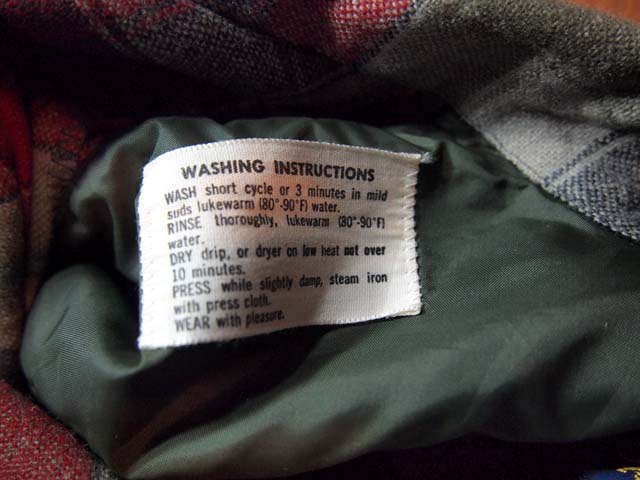 WASHING INSTRUCTIONS
WASH short cycle or 3 minutes in mild
suds lukewarm (80°-90°F) water.
RINSE thoroughly, lukewarm (80°-90°F)
water.
DRY drip, or dryer on low heat not over
10 minutes.
PRESS while slightly damp, steam iron
with press cloth.
WEAR with pleasure.